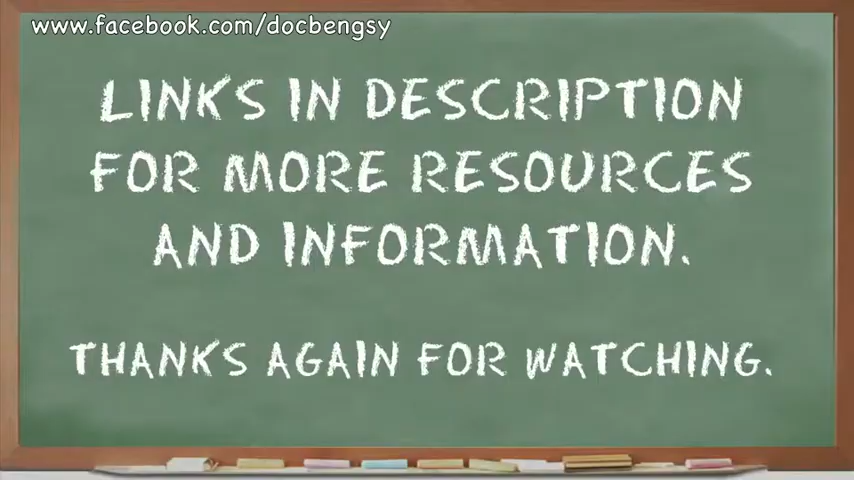 www.facebook.com/docbengsy
LINKS IN DESCRIPTION
FOR MORE RESOURCES
AND INFORMATION.
THANKS AGAIN FOR WATCHING.